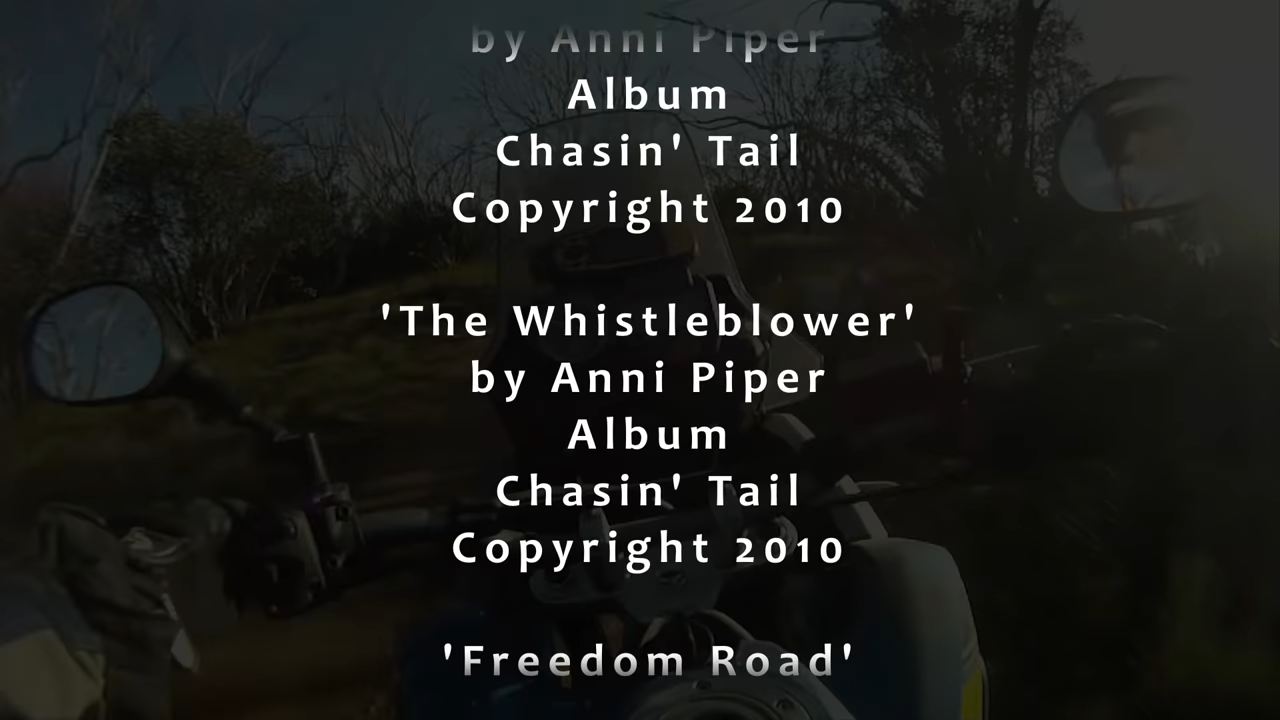 by Anni Piper
Album
Chasin' Tail
Copyright 2010
'The Whistleblower'
by Anni Piper
Album
Chasin' Tail
Copyright 2010
'Freedom Road'